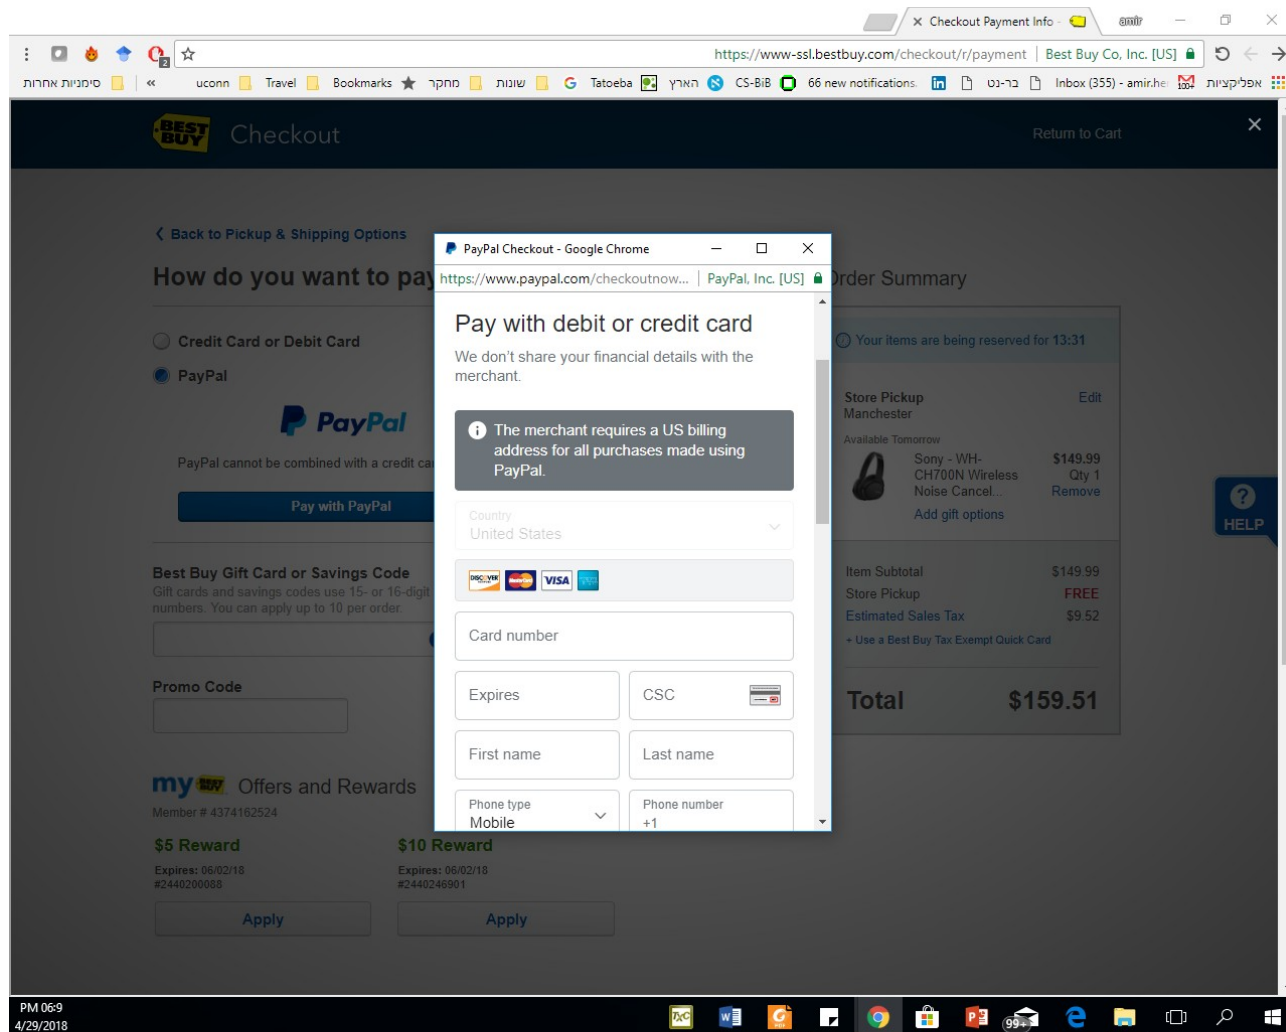 Checkout Payment Info -
amir
2
https://www-ssl.bestbuy.com/checkout/r/payment | Best Buy Co, Inc. [US]
סימניות אחרות « uconn Travel Bookmarks מחקר שונות G Tatoeba הארץ CS-BiB 66 new notifications. in בר-נט Inbox (355) - amir.he 100+ אפליקציות
BEST BUY Checkout
Return to Cart
Back to Pickup & Shipping Options
How do you want to pay
Credit Card or Debit Card
PayPal
PayPal
PayPal cannot be combined with a credit ca
Pay with PayPal
Best Buy Gift Card or Savings Code
Gift cards and savings codes use 15- or 16-digit
numbers. You can apply up to 10 per order.
Promo Code
my BEST BUY Offers and Rewards
Member # 4374162524
$5 Reward
Expires: 06/02/18
#2440200088
Apply
$10 Reward
Expires: 06/02/18
#2440246901
Apply
PayPal Checkout - Google Chrome
https://www.paypal.com/checkoutnow... | PayPal, Inc. [US]
Pay with debit or credit card
We don't share your financial details with the
merchant.
The merchant requires a US billing
address for all purchases made using
PayPal.
Country
United States
DISCOVER MasterCard VISA
Card number
Expires
CSC
First name
Last name
Phone type
Mobile
Phone number
+1
Order Summary
Your items are being reserved for 13:31
Store Pickup Edit
Manchester
Available Tomorrow
Sony - WH- $149.99
CH700N Wireless Qty 1
Noise Cancel... Remove
Add gift options
Item Subtotal $149.99
Store Pickup FREE
Estimated Sales Tax $9.52
+ Use a Best Buy Tax Exempt Quick Card
Total $159.51
? HELP
PM 06:9
4/29/2018
TXC
W
G
P
99+